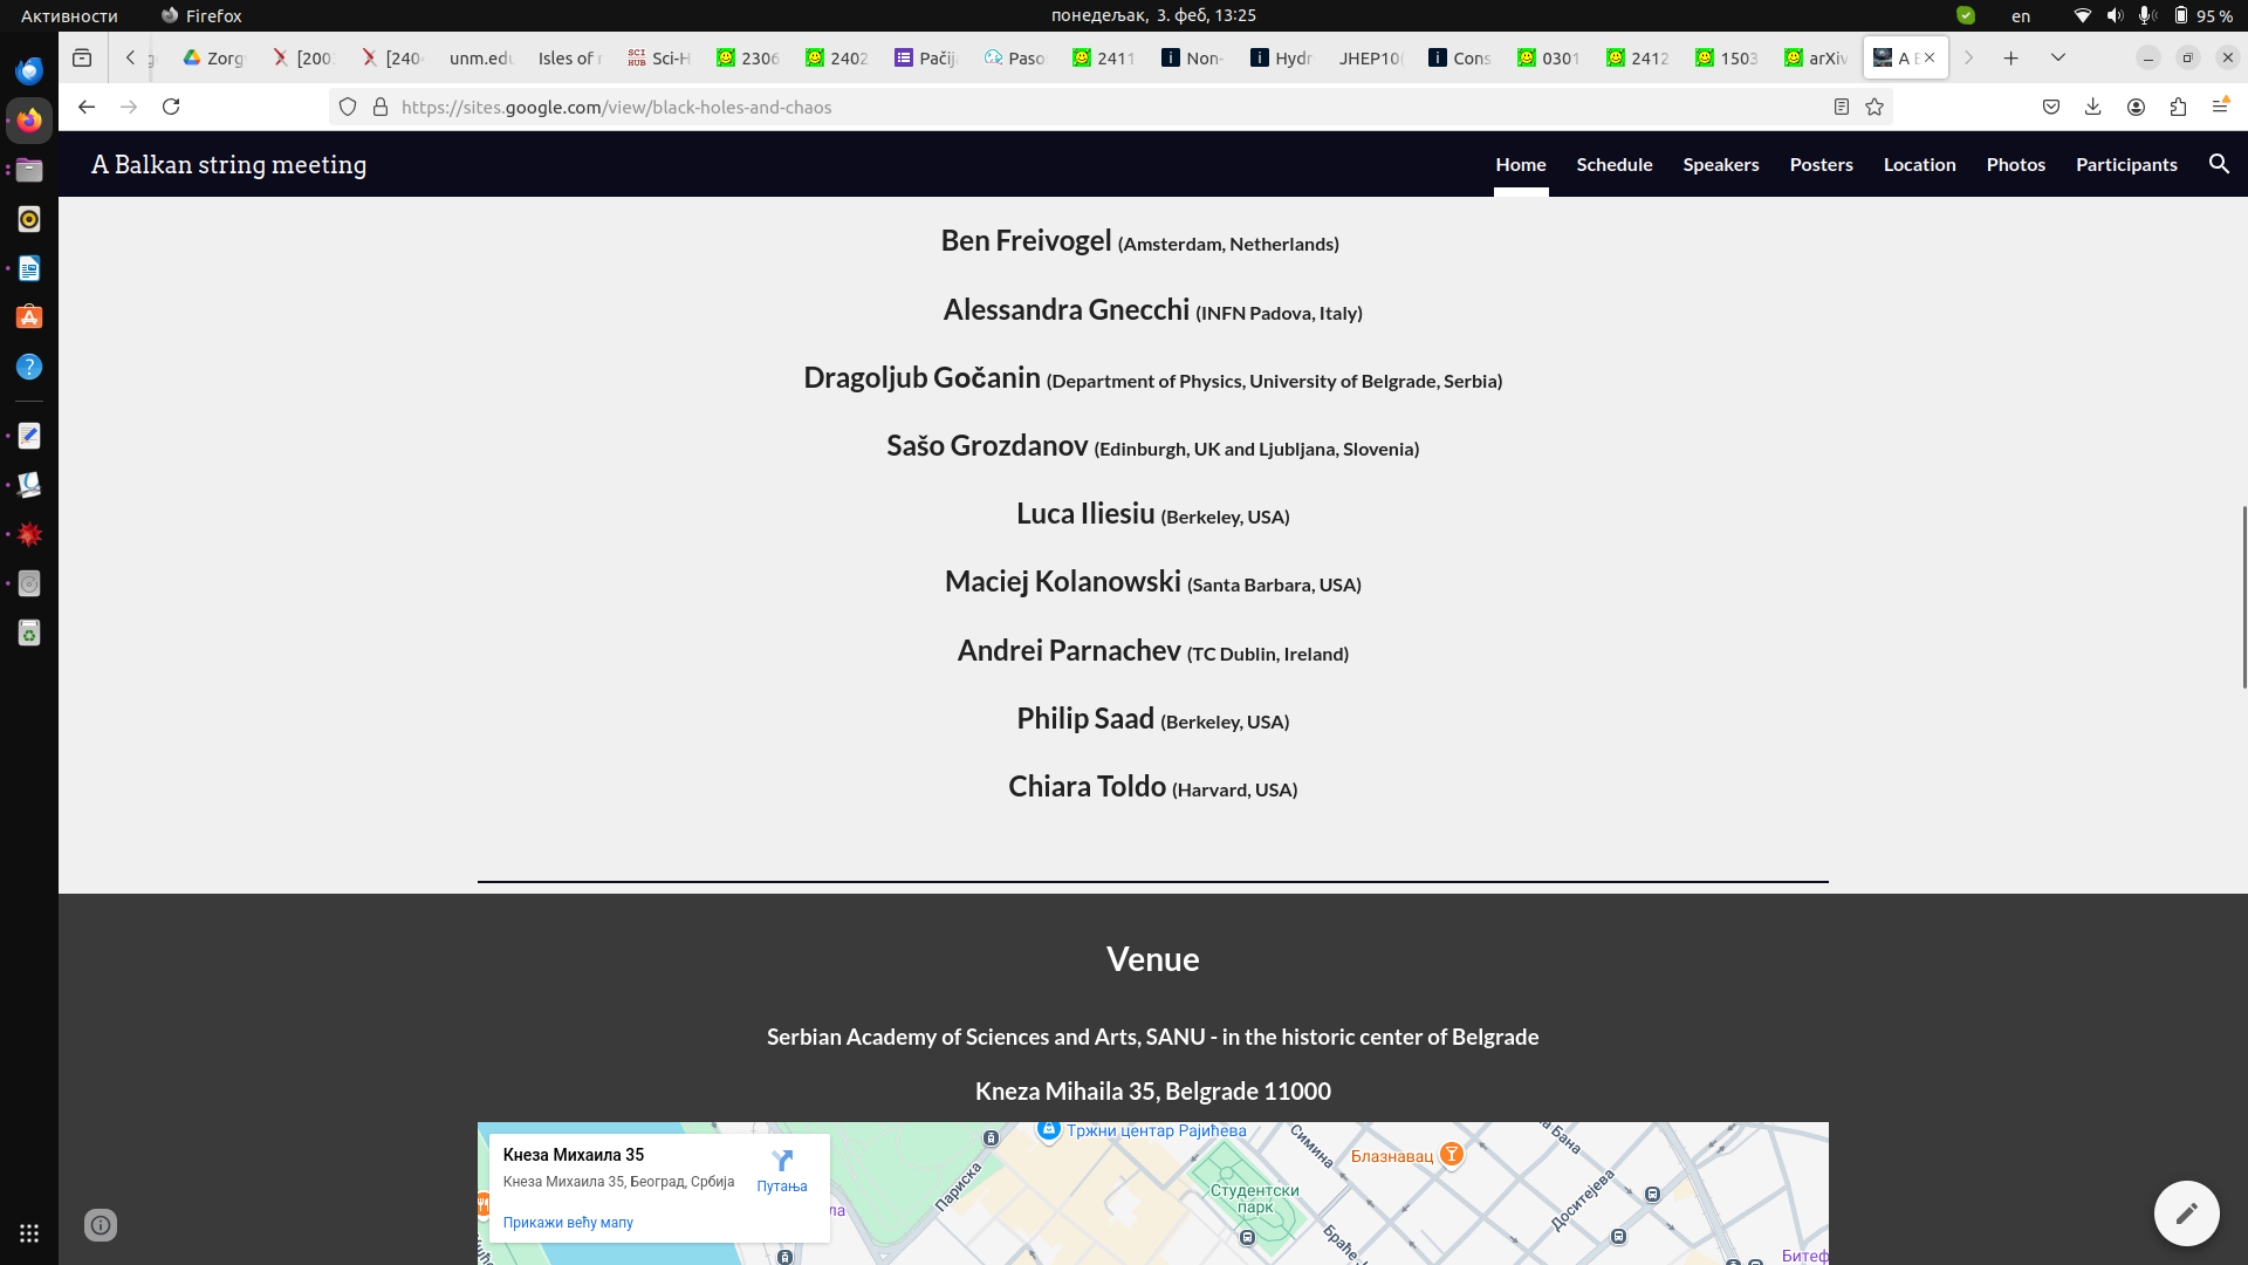 Активности Firefox понедељак, 3. феб, 13:25 en 95 %
Zorg [200 [240 unm.edu Isles of r SCI HUB Sci-H 2306 2402 Pačij Paso 2411 Non- Hydr JHEP10( Cons 0301 2412 1503 arXiv A B
https://sites.google.com/view/black-holes-and-chaos
A Balkan string meeting Home Schedule Speakers Posters Location Photos Participants
Ben Freivogel (Amsterdam, Netherlands)
Alessandra Gnecchi (INFN Padova, Italy)
Dragoljub Gočanin (Department of Physics, University of Belgrade, Serbia)
Sašo Grozdanov (Edinburgh, UK and Ljubljana, Slovenia)
Luca Iliesiu (Berkeley, USA)
Maciej Kolanowski (Santa Barbara, USA)
Andrei Parnachev (TC Dublin, Ireland)
Philip Saad (Berkeley, USA)
Chiara Toldo (Harvard, USA)
Venue
Serbian Academy of Sciences and Arts, SANU - in the historic center of Belgrade
Kneza Mihaila 35, Belgrade 11000
Кнеза Михаила 35
Кнеза Михаила 35, Београд, Србија
Путања
Прикажи већу мапу
Тржни центар Рајићева
Симина
Блазнавац
Париска
Студентски
парк
Доситејева
Браће
Битеф